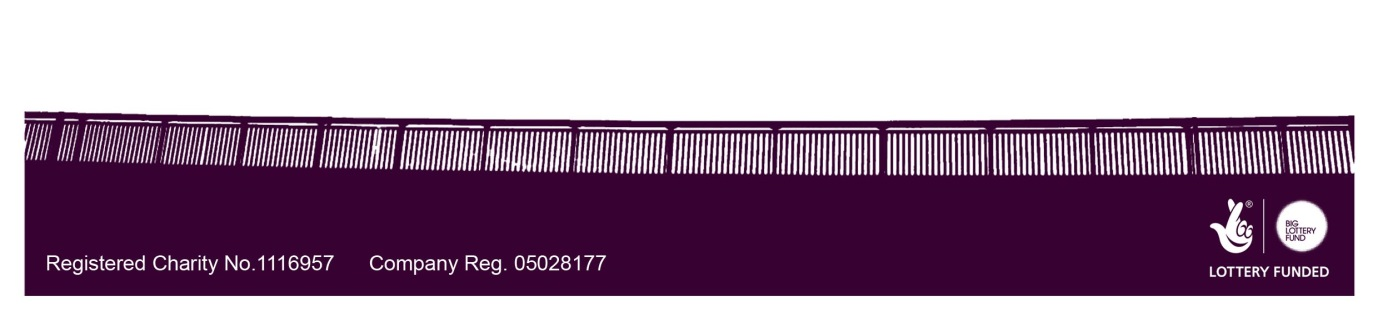 Registered Charity No.1116957 Company Reg. 05028177
®
BIG
LOTTERY
FUND
LOTTERY FUNDED